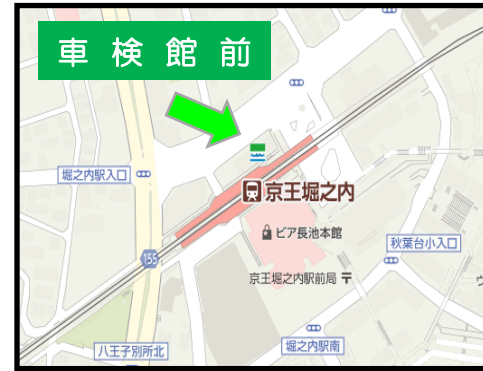 車検館前
堀之内駅入口
京王堀之内
ビア長池本館
秋葉台小入口
155
京王堀之内駅前局
八王子別所北
堀之内駅南